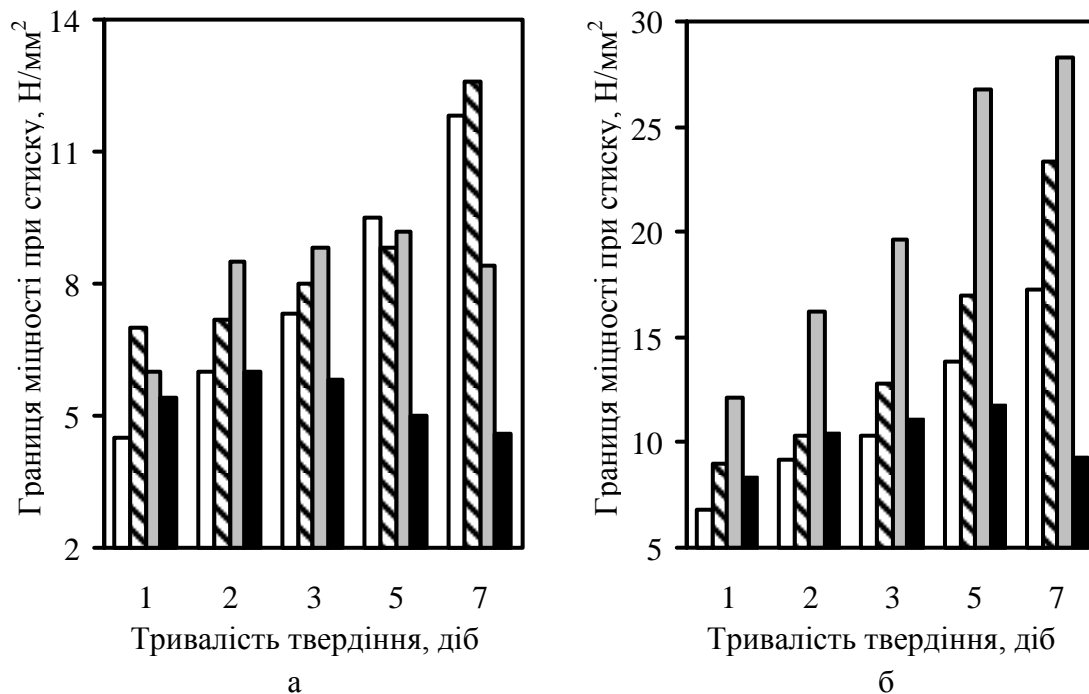 Границя міцності при стиску, Н/мм²
14
11
8
5
2
1 2 3 5 7
Тривалість твердіння, діб
а
Границя міцності при стиску, Н/мм²
30
25
20
15
10
5
1 2 3 5 7
Тривалість твердіння, діб
б